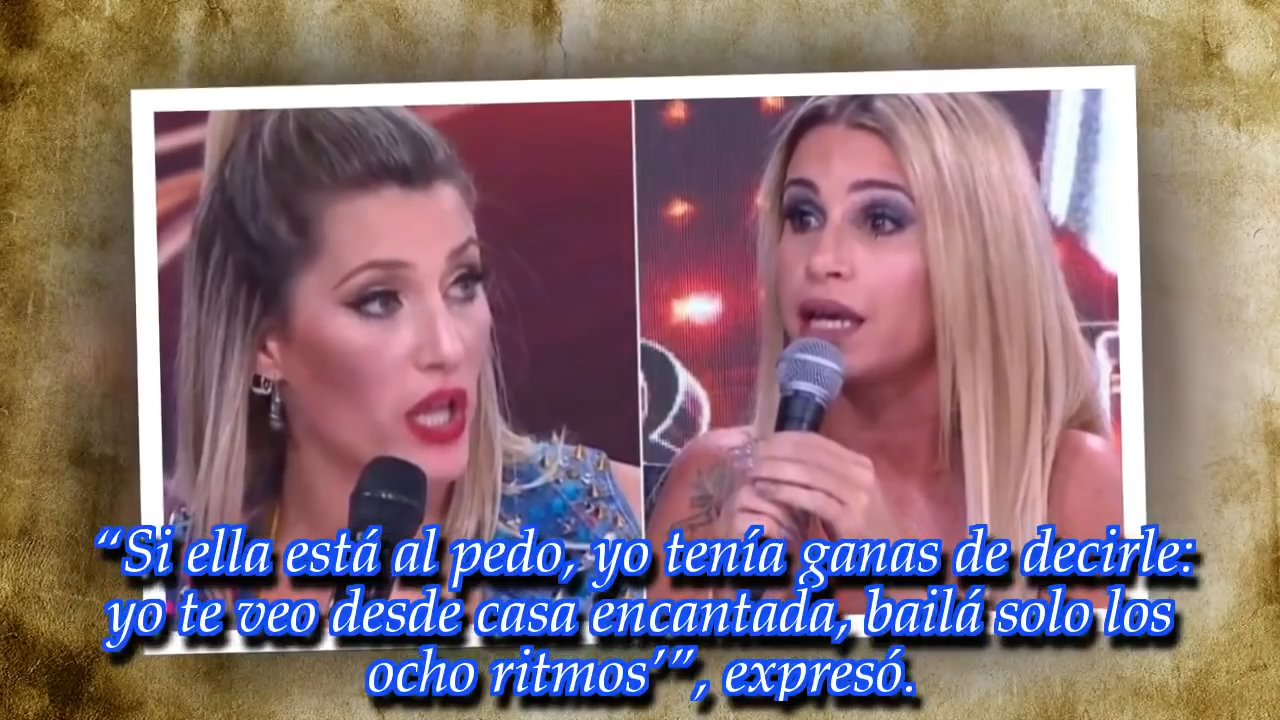 “Si ella está al pedo, yo tenía ganas de decirle:
yo te veo desde casa encantada, bailá solo los
ocho ritmos’”, expresó.